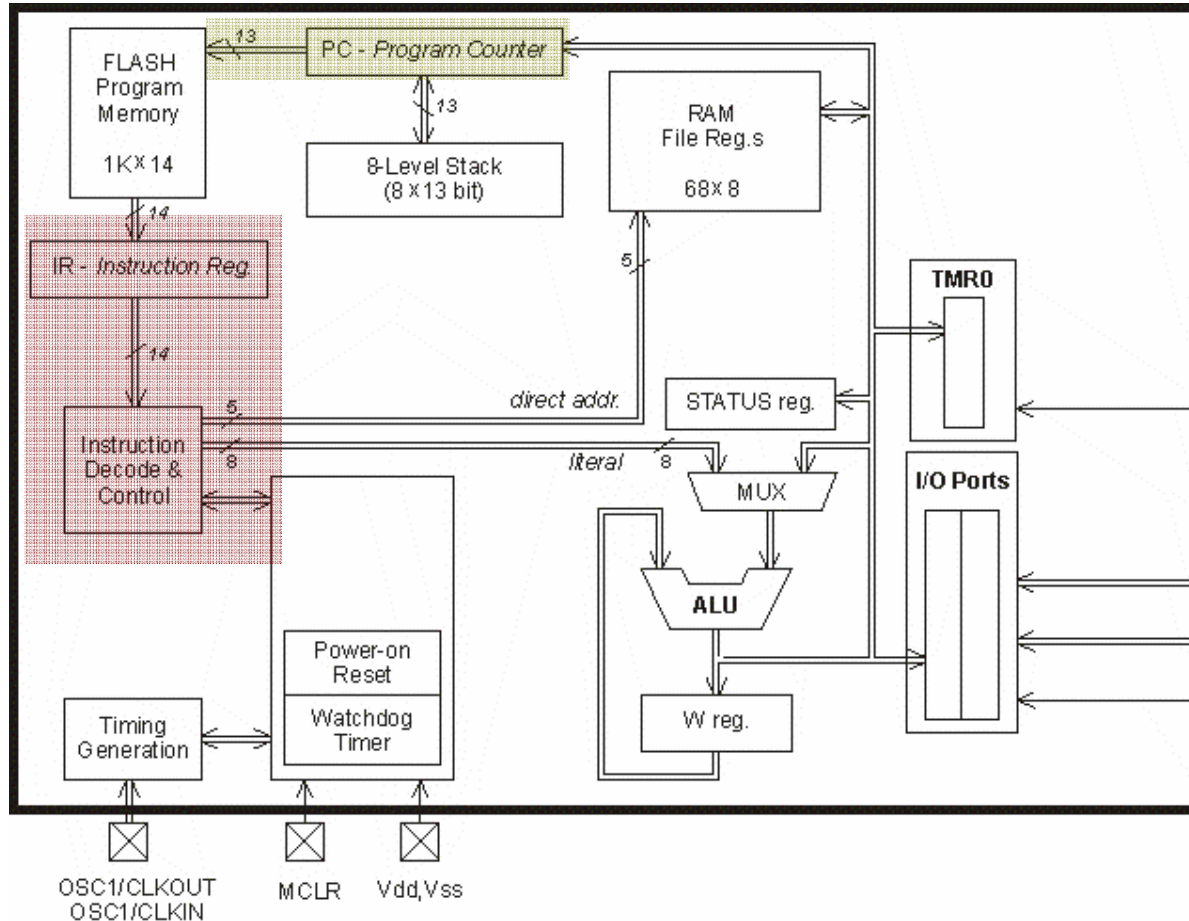 13
PC - Program Counter
FLASH
Program
Memory
1K×14
13
8-Level Stack
(8 ×13 bit)
RAM
File Reg.s
68×8
14
IR - Instruction Reg.
5
TMR0
14
direct addr.
STATUS reg.
5
8
literal
8
Instruction
Decode &
Control
MUX
I/O Ports
ALU
Power-on
Reset
Watchdog
Timer
W reg.
Timing
Generation
OSC1/CLKOUT
OSC1/CLKIN
MCLR
Vdd,Vss